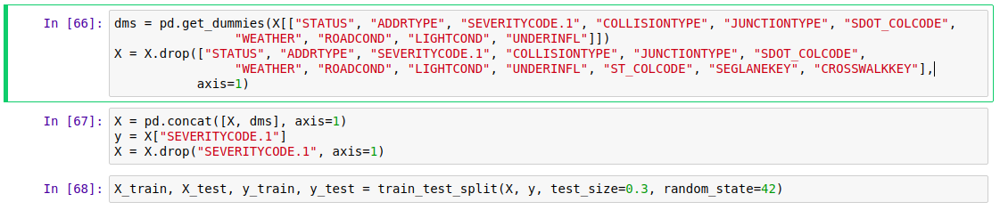 In [66]: dms = pd.get_dummies(X[["STATUS", "ADDRTYPE", "SEVERITYCODE.1", "COLLISIONTYPE", "JUNCTIONTYPE", "SDOT_COLCODE",
"WEATHER", "ROADCOND", "LIGHTCOND", "UNDERINFL"]])
X = X.drop(["STATUS", "ADDRTYPE", "SEVERITYCODE.1", "COLLISIONTYPE", "JUNCTIONTYPE", "SDOT_COLCODE",
"WEATHER", "ROADCOND", "LIGHTCOND", "UNDERINFL", "ST_COLCODE", "SEGLANEKEY", "CROSSWALKKEY"],
axis=1)
In [67]: X = pd.concat([X, dms], axis=1)
y = X["SEVERITYCODE.1"]
X = X.drop("SEVERITYCODE.1", axis=1)
In [68]: X_train, X_test, y_train, y_test = train_test_split(X, y, test_size=0.3, random_state=42)